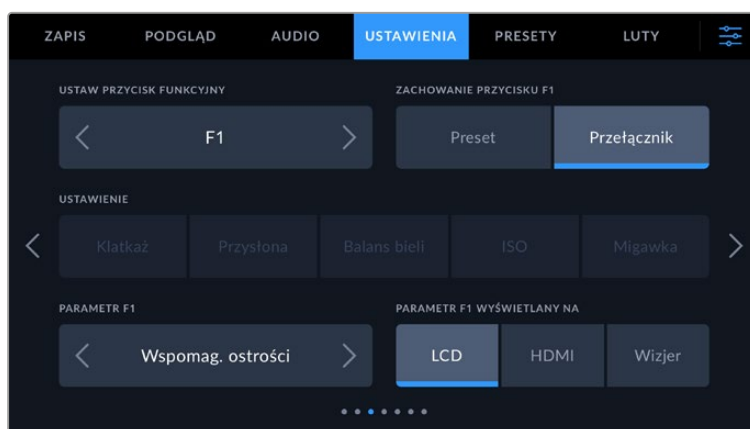 ZAPIS PODGLĄD AUDIO USTAWIENIA PRESETY LUTY
USTAW PRZYCISK FUNKCYJNY ZACHOWANIE PRZYCISKU F1
F1 Preset Przełącznik
USTAWIENIE
Klatkaż Przysłona Balans bieli ISO Migawka
PARAMETR F1 PARAMETR F1 WYŚWIETLANY NA
Wspomag. ostrości LCD HDMI Wizjer